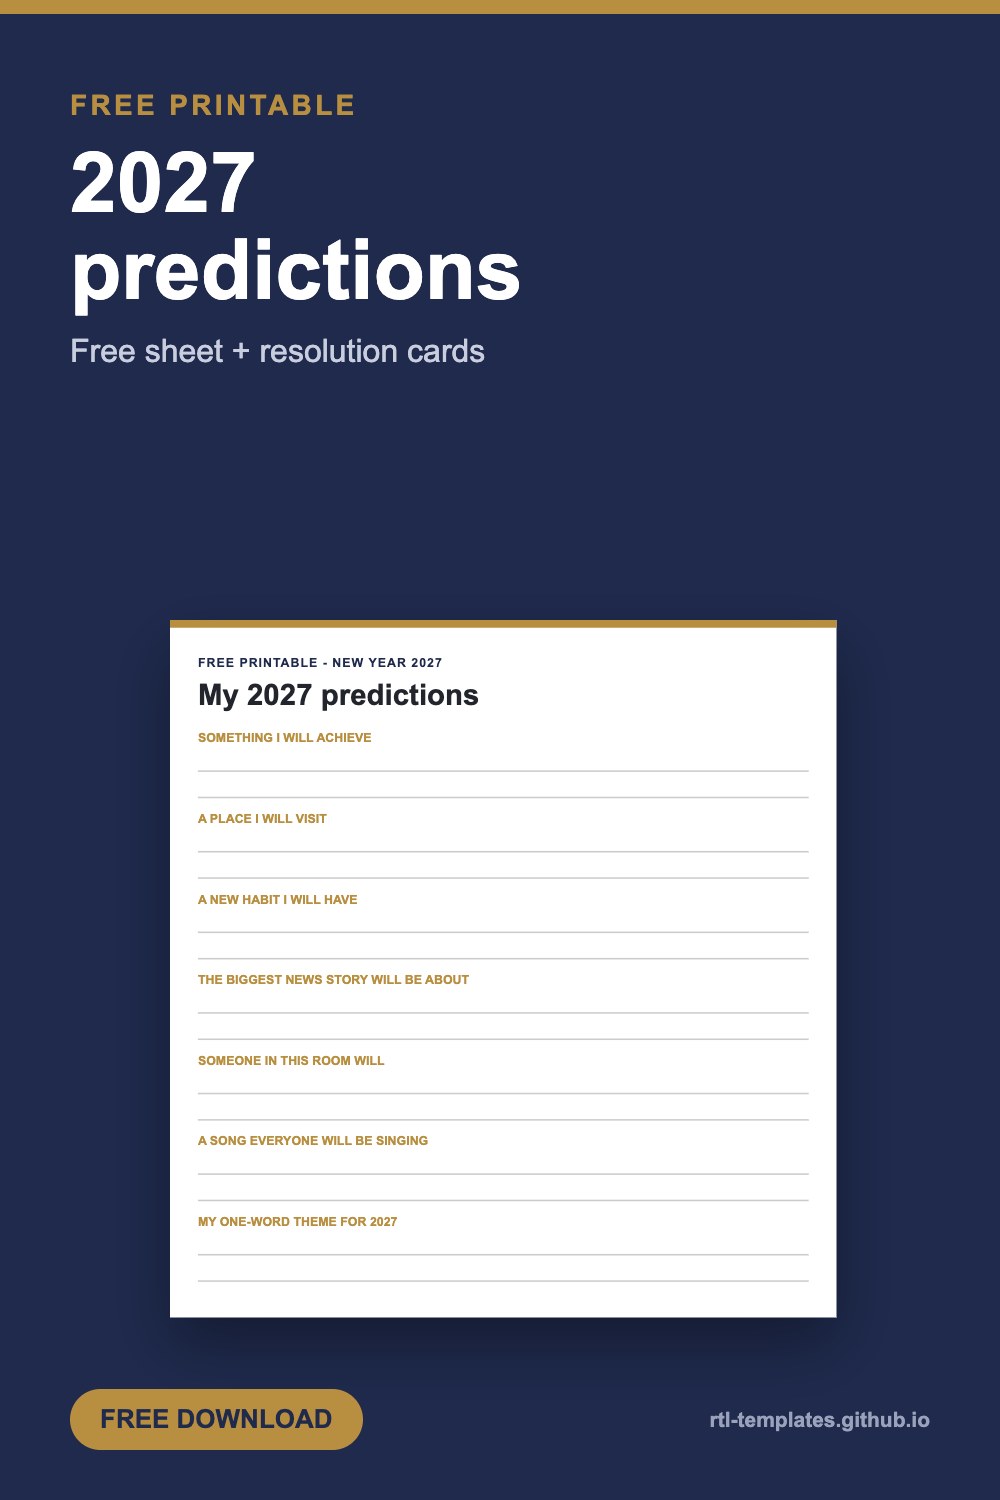 FREE PRINTABLE
2027
predictions
Free sheet + resolution cards
FREE PRINTABLE - NEW YEAR 2027
My 2027 predictions
SOMETHING I WILL ACHIEVE
A PLACE I WILL VISIT
A NEW HABIT I WILL HAVE
THE BIGGEST NEWS STORY WILL BE ABOUT
SOMEONE IN THIS ROOM WILL
A SONG EVERYONE WILL BE SINGING
MY ONE-WORD THEME FOR 2027
FREE DOWNLOAD
rtl-templates.github.io